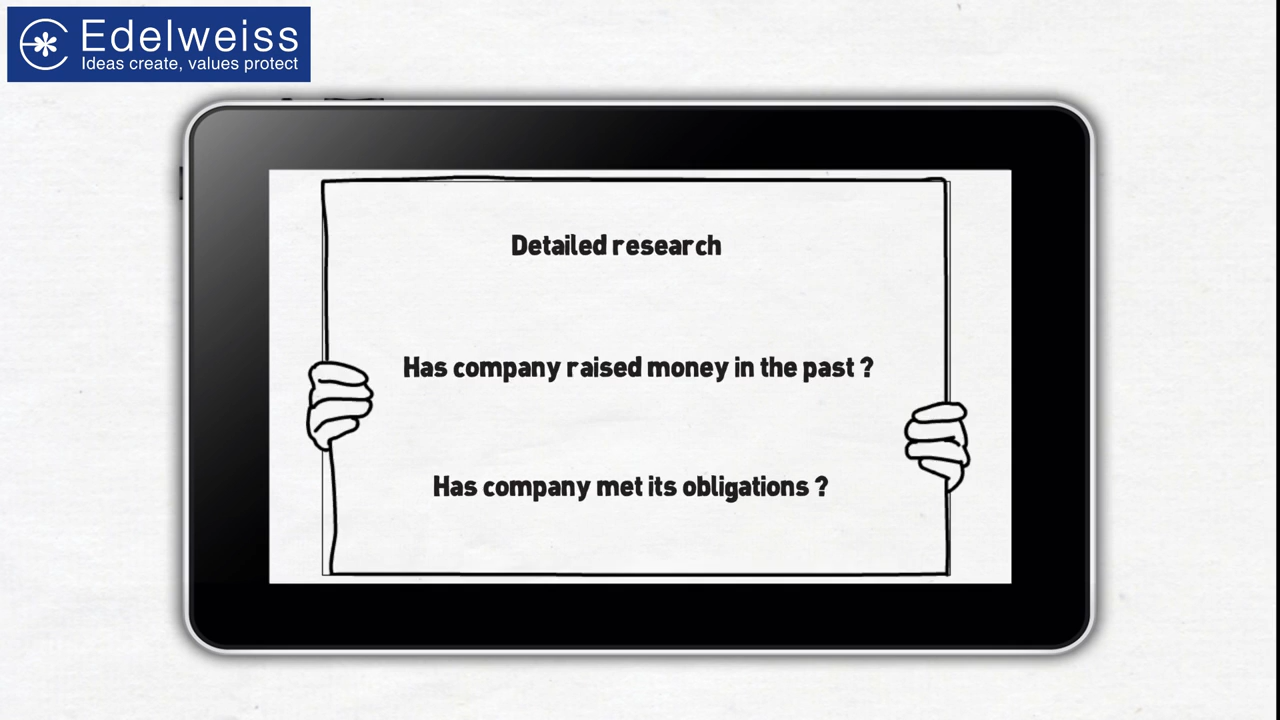 Edelweiss
Ideas create, values protect
Detailed research
Has company raised money in the past ?
Has company met its obligations ?